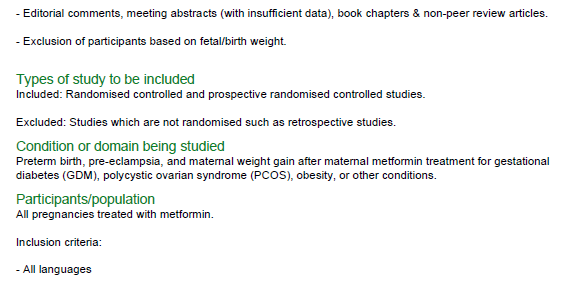 - Editorial comments, meeting abstracts (with insufficient data), book chapters & non-peer review articles.
- Exclusion of participants based on fetal/birth weight.
Types of study to be included
Included: Randomised controlled and prospective randomised controlled studies.
Excluded: Studies which are not randomised such as retrospective studies.
Condition or domain being studied
Preterm birth, pre-eclampsia, and maternal weight gain after maternal metformin treatment for gestational
diabetes (GDM), polycystic ovarian syndrome (PCOS), obesity, or other conditions.
Participants/population
All pregnancies treated with metformin.
Inclusion criteria:
- All languages